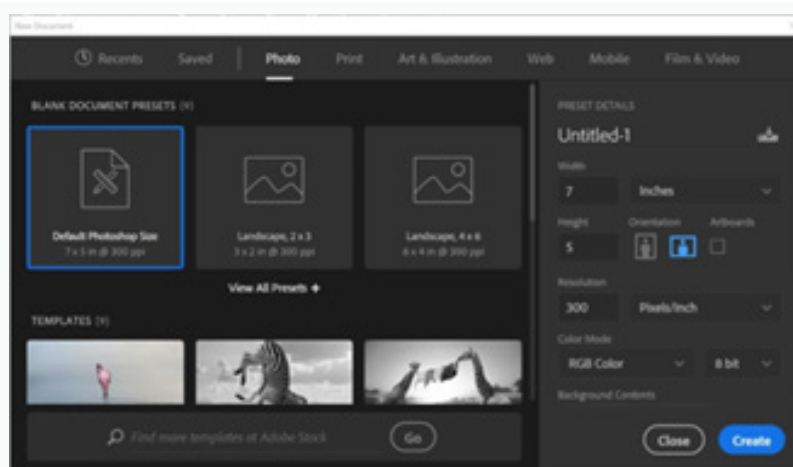 New Document
Recents Saved Photo Print Art & Illustration Web Mobile Film & Video
BLANK DOCUMENT PRESETS (9)
Default Photoshop Size
7 x 5 in @ 300 ppi
Landscape, 2 x 3
3 x 2 in @ 300 ppi
Landscape, 4 x 6
6 x 4 in @ 300 ppi
View All Presets +
TEMPLATES (9)
Find more templates at Adobe Stock
Go
PRESET DETAILS
Untitled-1
Width
7 Inches
Height Orientation Artboards
5
Resolution
300 Pixels/Inch
Color Mode
RGB Color 8 bit
Background Contents
Close Create